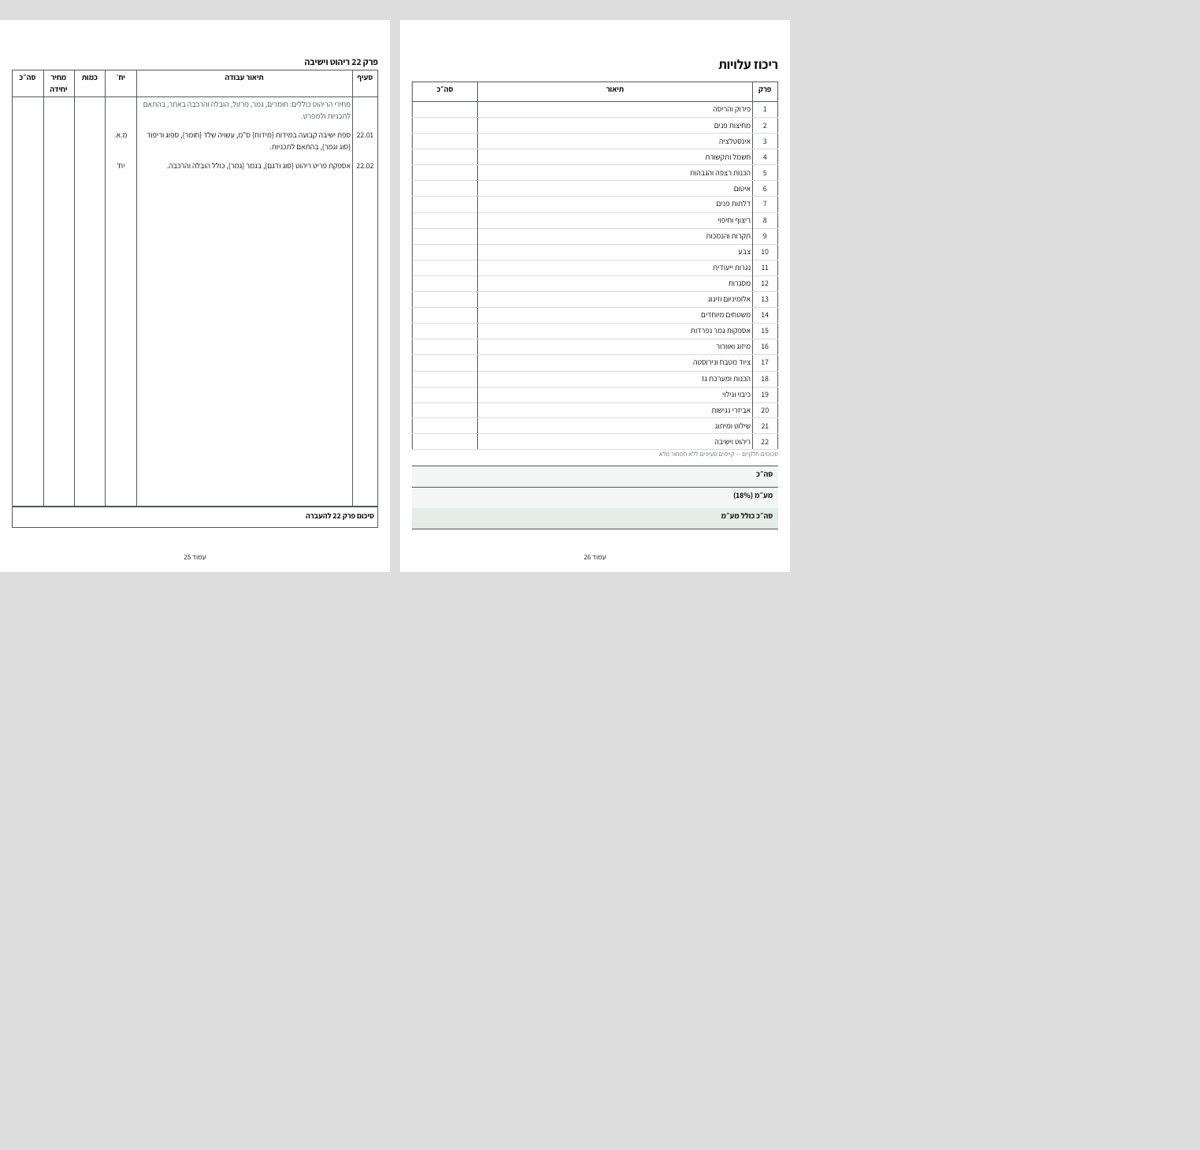 פרק 22 ריהוט וישיבה
סעיף תיאור עבודה יח׳ כמות מחיר יחידה סה״כ
מחירי הריהוט כוללים: חומרים, גמר, פרזול, הובלה והרכבה באתר, בהתאם
לתכניות ולמפרט.
22.01 ספת ישיבה קבועה במידות {מידות} ס"מ, עשויה שלד {חומר}, ספוג וריפוד מ.א.
{סוג וגמר}, בהתאם לתכניות.
22.02 אספקת פריט ריהוט {סוג ודגם}, בגמר {גמר}, כולל הובלה והרכבה. יח׳
סיכום פרק 22 להעברה
עמוד 25
ריכוז עלויות
פרק תיאור סה״כ
1 פירוק והריסה
2 מחיצות פנים
3 אינסטלציה
4 חשמל ותקשורת
5 הכנות רצפה והגבהות
6 איטום
7 דלתות פנים
8 ריצוף וחיפוי
9 תקרות והנמכות
10 צבע
11 נגרות ייעודית
12 מסגרות
13 אלומיניום וזיגוג
14 משטחים מיוחדים
15 אספקות גמר נפרדות
16 מיזוג ואוורור
17 ציוד מטבח ונירוסטה
18 הכנות ומערכת גז
19 כיבוי וגילוי
20 אביזרי נגישות
21 שילוט ומיתוג
22 ריהוט וישיבה
סכומים חלקיים — קיימים סעיפים ללא תמחור מלא
סה״כ
מע״מ (18%)
סה״כ כולל מע״מ
עמוד 26